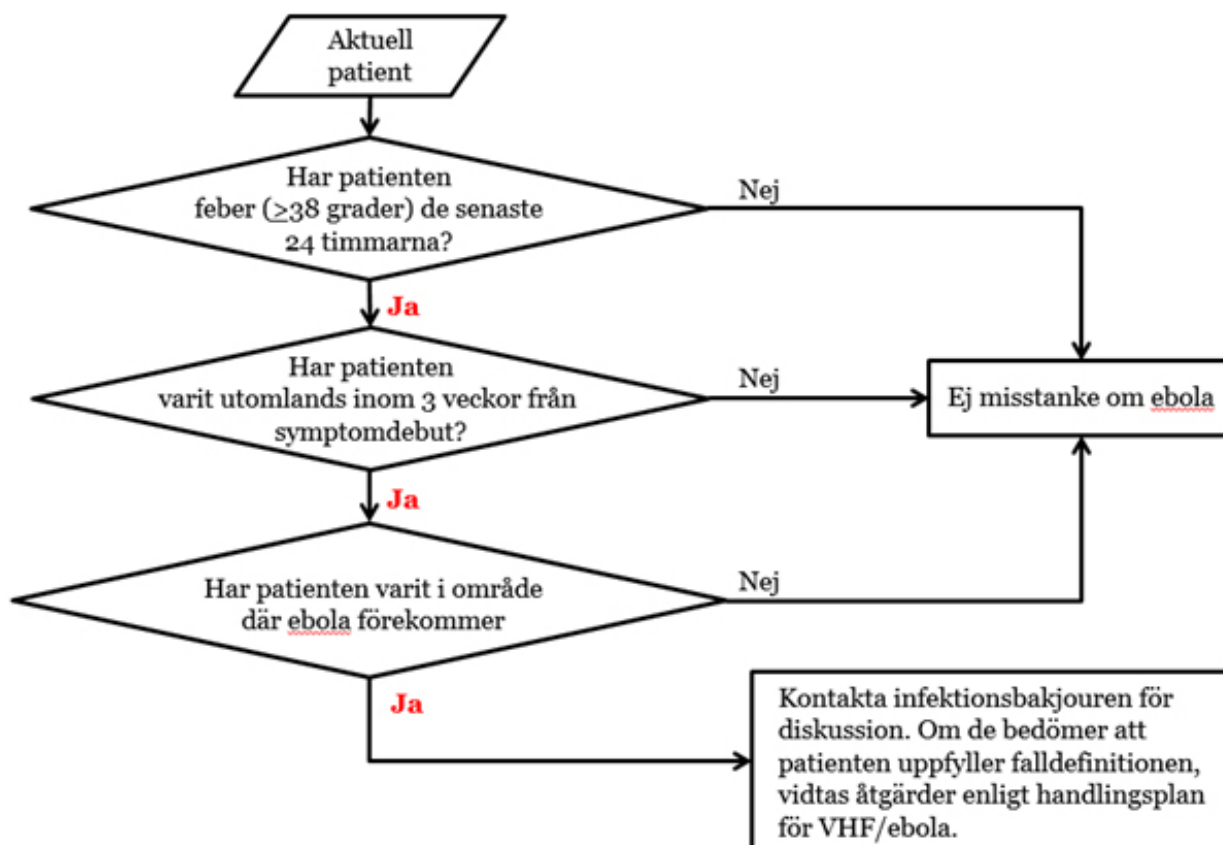 Aktuell
patient
Har patienten
feber (≥38 grader) de senaste
24 timmarna?
Nej
Ja
Har patienten
varit utomlands inom 3 veckor från
symptomdebut?
Nej
Ej misstanke om ebola
Ja
Har patienten varit i område
där ebola förekommer
Nej
Ja
Kontakta infektionsbakjouren för
diskussion. Om de bedömer att
patienten uppfyller falldefinitionen,
vidtas åtgärder enligt handlingsplan
för VHF/ebola.